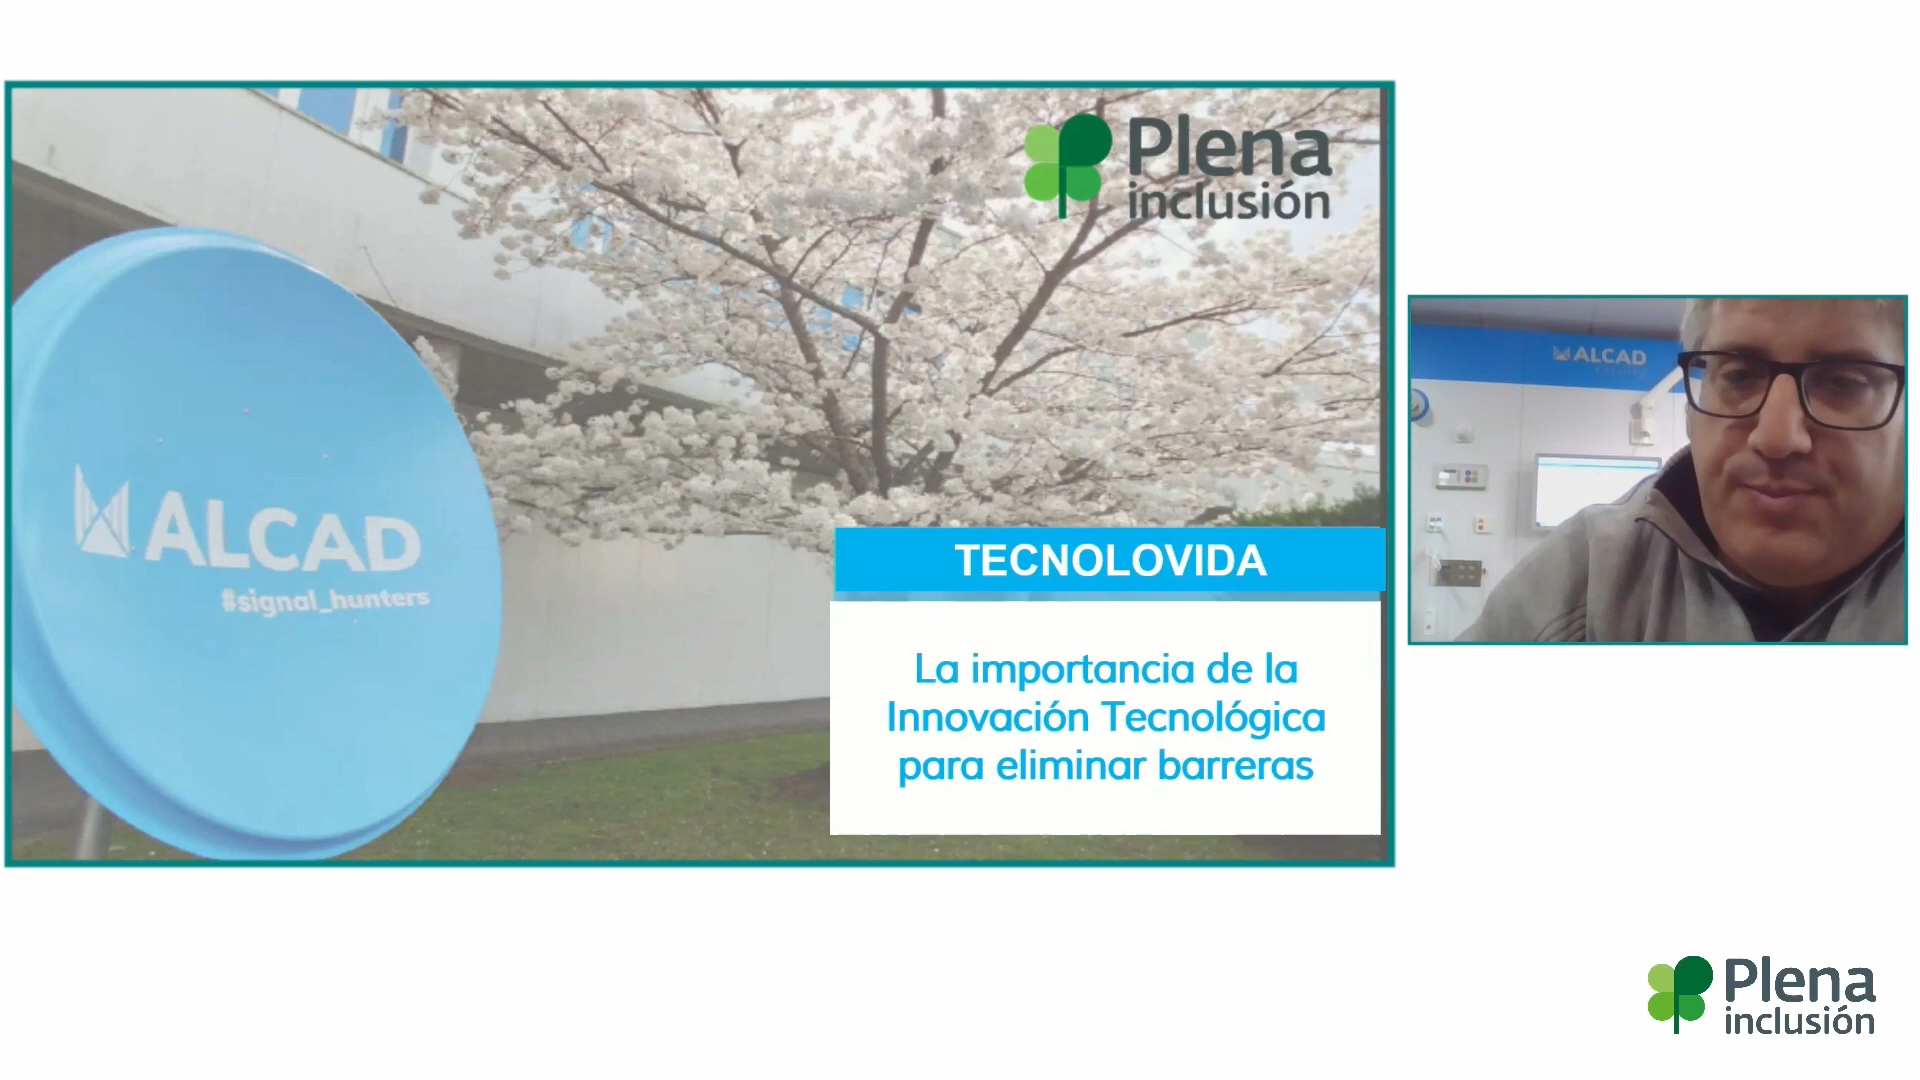 Plena
inclusión
ALCAD
#signal_hunters
TECNOLOVIDA
La importancia de la
Innovación Tecnológica
para eliminar barreras
ALCAD
Plena
inclusión